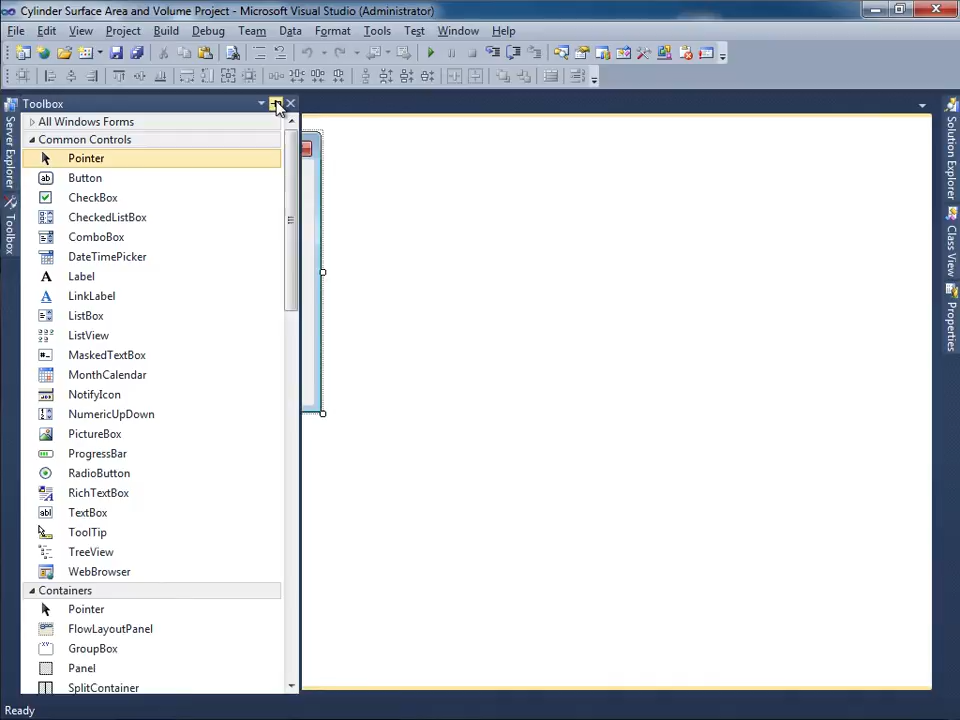 Cylinder Surface Area and Volume Project - Microsoft Visual Studio (Administrator)
File Edit View Project Build Debug Team Data Format Tools Test Window Help
Toolbox
All Windows Forms
Common Controls
Pointer
Button
CheckBox
CheckedListBox
ComboBox
DateTimePicker
Label
LinkLabel
ListBox
ListView
MaskedTextBox
MonthCalendar
NotifyIcon
NumericUpDown
PictureBox
ProgressBar
RadioButton
RichTextBox
TextBox
ToolTip
TreeView
WebBrowser
Containers
Pointer
FlowLayoutPanel
GroupBox
Panel
SplitContainer
Server Explorer
Toolbox
Solution Explorer
Class View
Properties
Ready